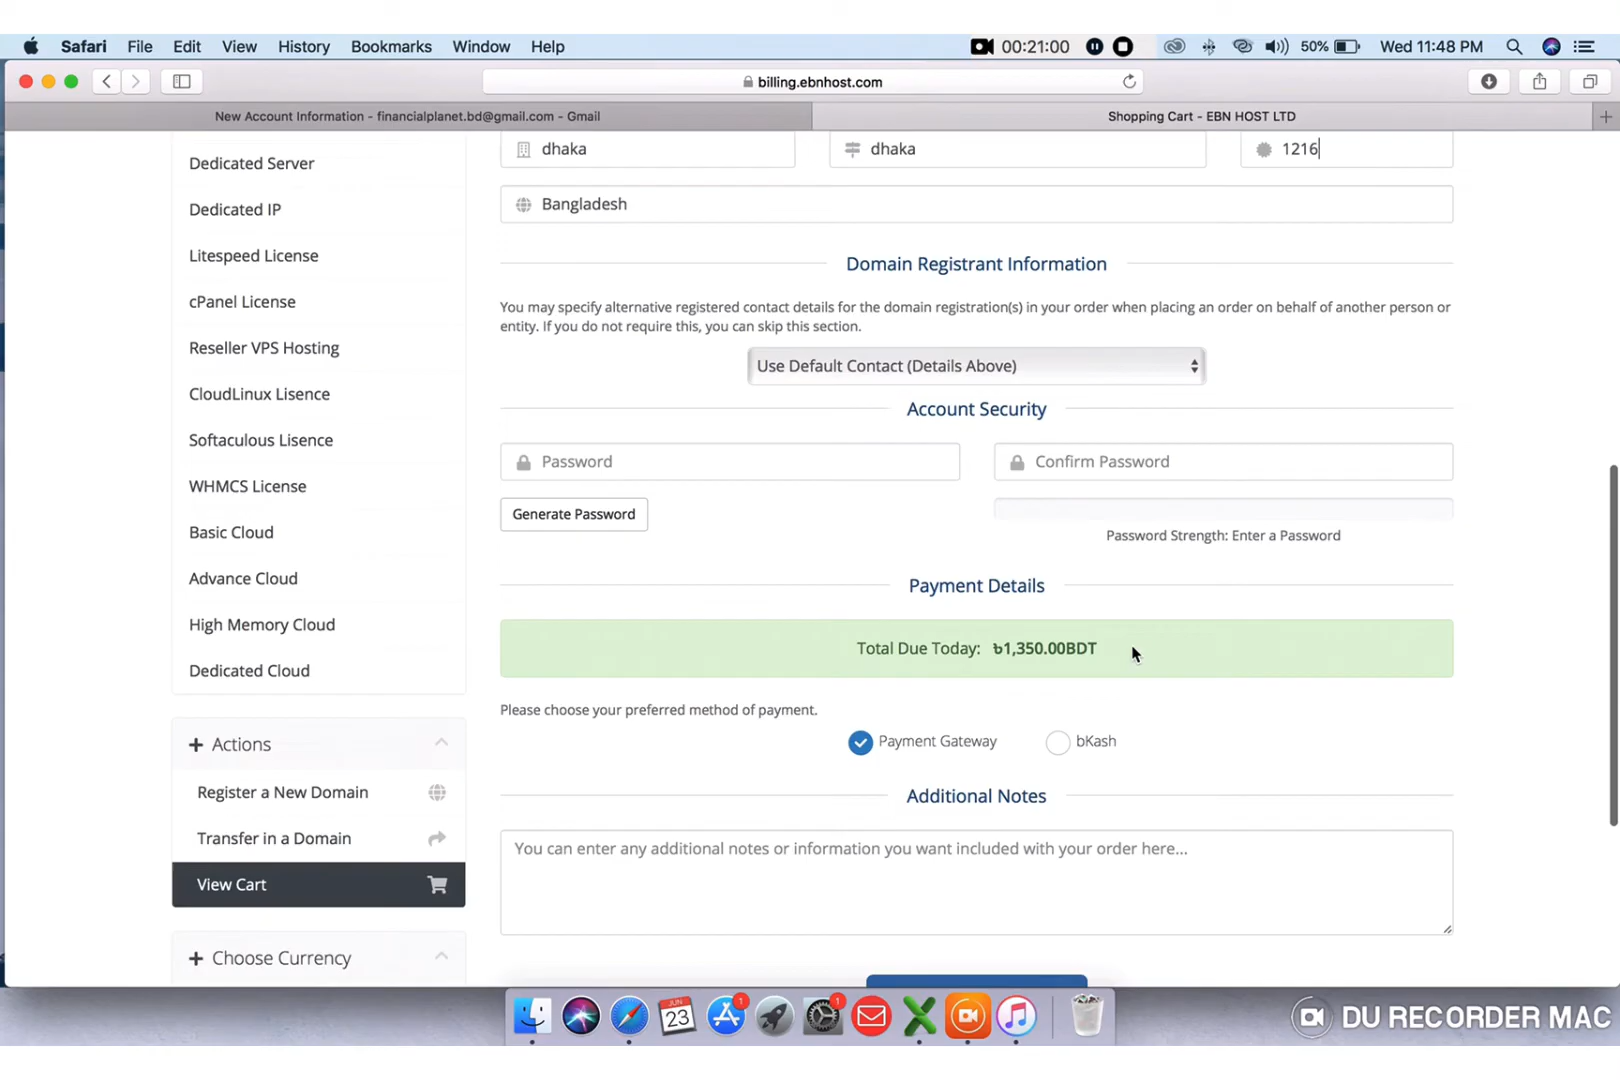 Safari File Edit View History Bookmarks Window Help 00:21:00 50% Wed 11:48 PM
billing.ebnhost.com
New Account Information - financialplanet.bd@gmail.com - Gmail
Shopping Cart - EBN HOST LTD
Dedicated Server
Dedicated IP
Litespeed License
cPanel License
Reseller VPS Hosting
CloudLinux Lisence
Softaculous Lisence
WHMCS License
Basic Cloud
Advance Cloud
High Memory Cloud
Dedicated Cloud
Actions
Register a New Domain
Transfer in a Domain
View Cart
Choose Currency
dhaka dhaka 1216
Bangladesh
Domain Registrant Information
You may specify alternative registered contact details for the domain registration(s) in your order when placing an order on behalf of another person or
entity. If you do not require this, you can skip this section.
Use Default Contact (Details Above)
Account Security
Password Confirm Password
Generate Password
Password Strength: Enter a Password
Payment Details
Total Due Today: ৳1,350.00BDT
Please choose your preferred method of payment.
Payment Gateway bKash
Additional Notes
You can enter any additional notes or information you want included with your order here...
JUN
23
1
1
DU RECORDER MAC